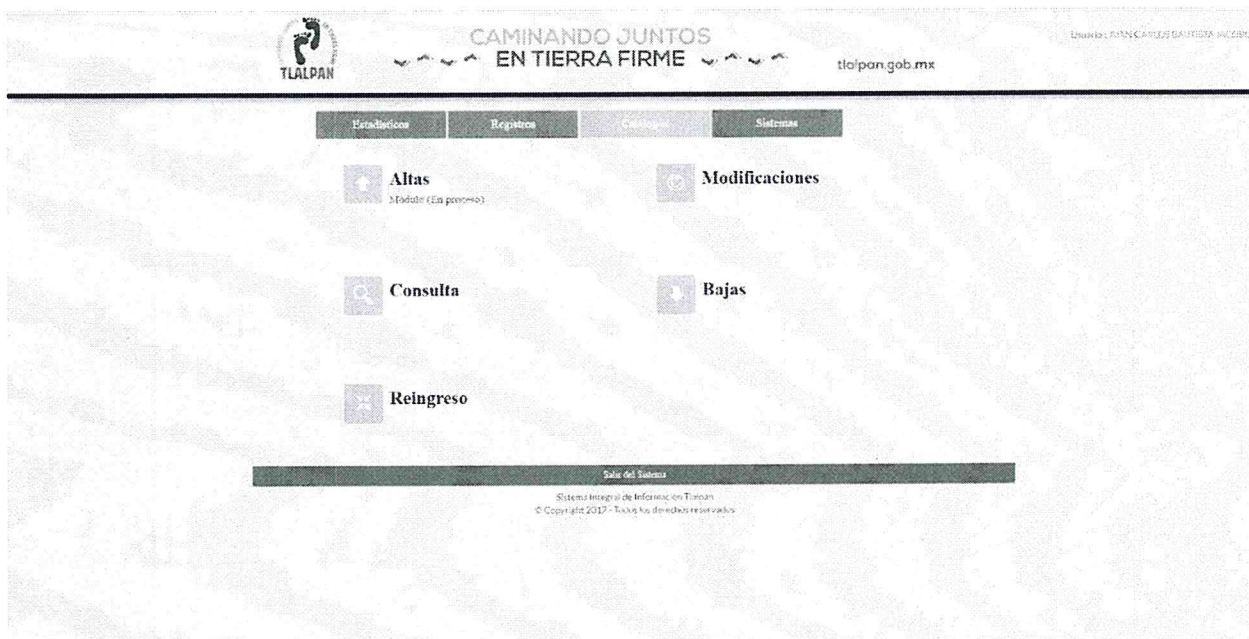 TLALPAN
CAMINANDO JUNTOS
EN TIERRA FIRME
tlalpan.gob.mx
Estadísticos
Registros
Sistemas
Altas
Módulo (En proceso)
Modificaciones
Consulta
Bajas
Reingreso
Salir del Sistema
Sistema Integral de Información Tlalpan
© Copyright 2017 - Todos los derechos reservados